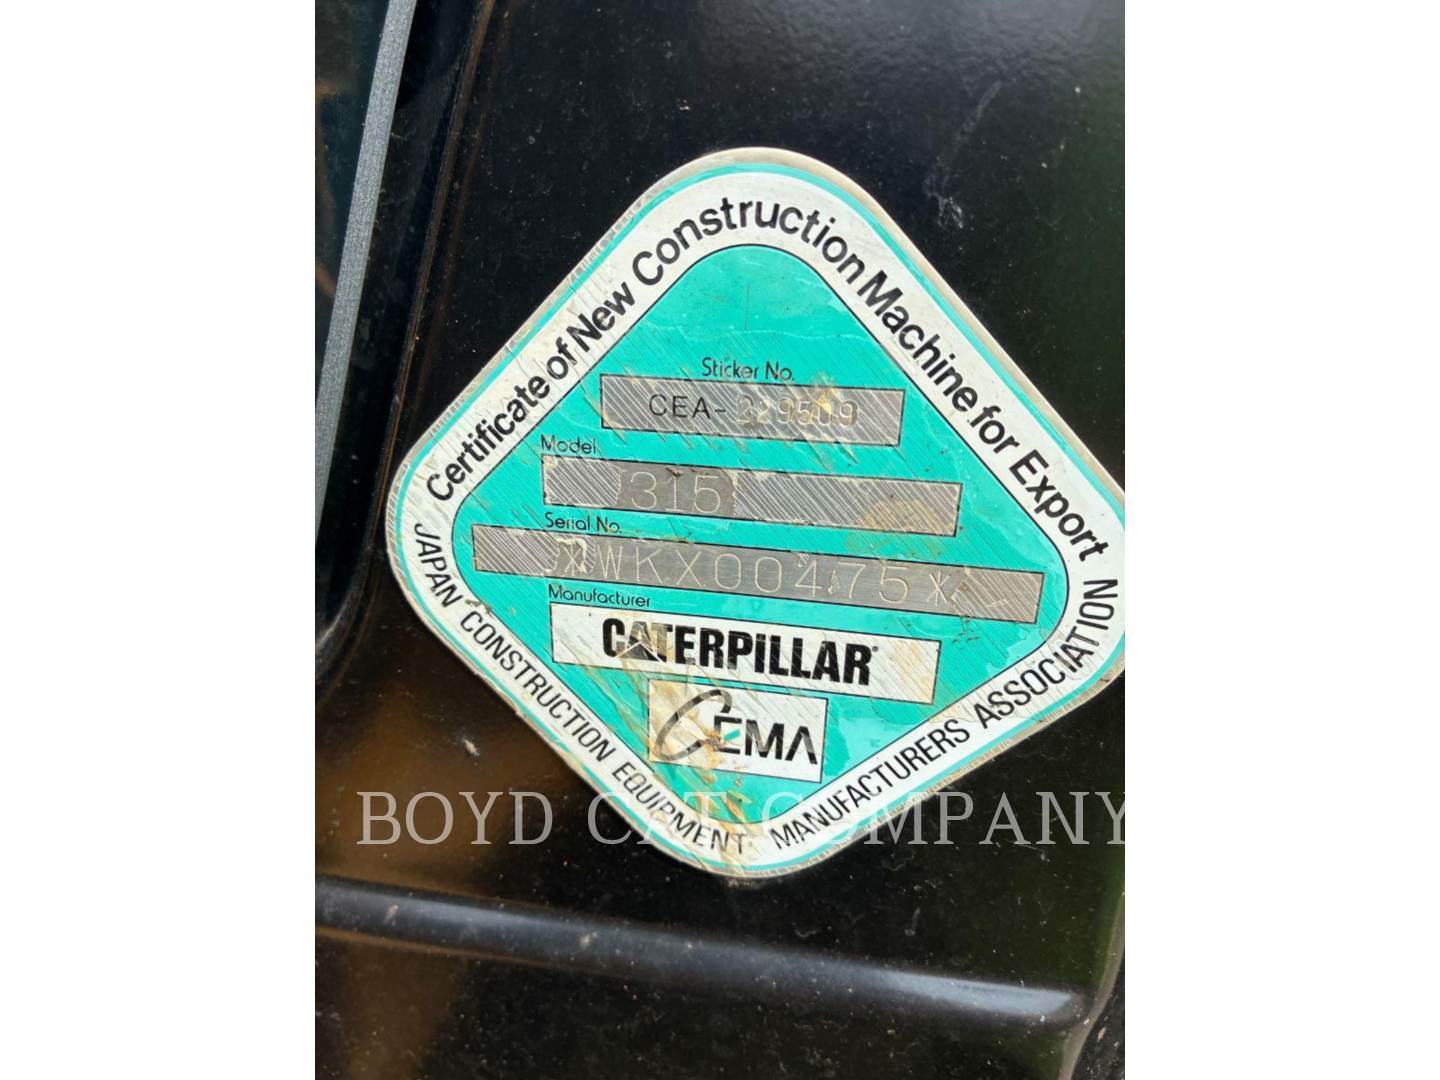 Certificate of New Construction Machine for Export
Sticker No.
CEA-229509
Model
315
Serial No.
*WKX00475*
Manufacturer
CATERPILLAR
CEMA
JAPAN CONSTRUCTION EQUIPMENT MANUFACTURERS ASSOCIATION
BOYD CAT COMPANY